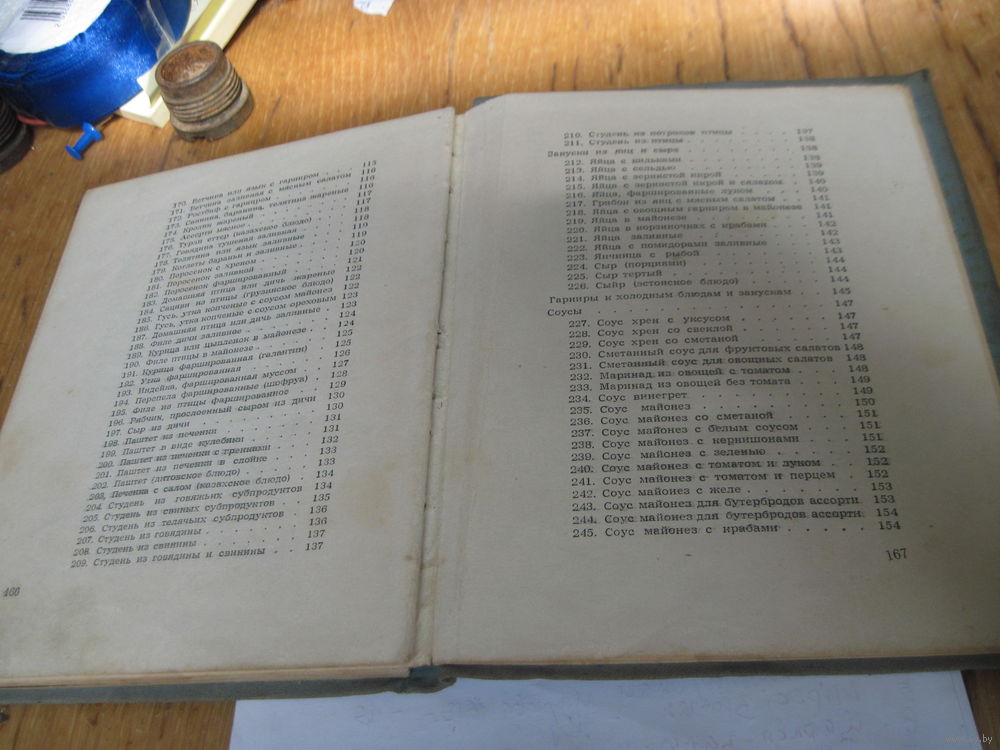 170. Ветчина или язык с гарниром . . . 115
171. Ветчина заливная с мясным салатом 116
172. Ростбиф с гарниром . . . 116
173. Свинина, баранина, телятина жареные 116
174. Кролик жареный . . . 117
175. Ассорти мясное . . . 117
176. Турли еттер (казахское блюдо) . . 118
177. Говядина тушеная заливная . . . 118
178. Телятина или язык заливные . . . 119
179. Котлеты бараньи заливные . . . 119
180. Поросенок с хреном . . . 120
181. Поросенок заливной . . . 120
182. Поросенок фаршированный . . . 121
183. Домашняя птица или дичь жареные 122
184. Сациви из птицы (грузинское блюдо) 122
185. Гусь, утка копченые с соусом майонез 122
186. Гусь, утка копченые с соусом ореховым 123
187. Домашняя птица или дичь заливные . 123
188. Филе дичи заливное . . . 124
189. Курица или цыпленок в майонезе . . 124
190. Филе птицы в майонезе . . . 125
191. Курица фаршированная (галантин) . 125
192. Утка фаршированная . . . 126
193. Индейка, фаршированная муссом . 127
194. Перепела фаршированные (шофруа) . 128
195. Филе из птицы фаршированное . . 129
196. Рябчик, прослоенный сыром из дичи 130
197. Сыр из дичи . . . 130
198. Паштет из печенки . . . 131
199. Паштет в виде кулебяки . . . 131
200. Паштет из печенки с гренками . . 132
201. Паштет из печенки в слойке . . . 133
202. Паштет (литовское блюдо) . . . 133
203. Печенка с салом (казахское блюдо) . 134
204. Студень из говяжьих субпродуктов 134
205. Студень из свиных субпродуктов . . 135
206. Студень из телячьих субпродуктов . . 136
207. Студень из говядины . . . 136
208. Студень из свинины . . . 137
209. Студень из говядины и свинины . . 137
166
210. Студень из потрохов птицы . . . 137
211. Студень из птицы . . . 138
Закуски из яиц и сыра . . . 138
212. Яйца с кильками . . . 138
213. Яйца с сельдью . . . 139
214. Яйца с зернистой икрой . . . 139
215. Яйца с зернистой икрой и салатом . . 140
216. Яйца, фаршированные луком . . . 140
217. Грибки из яиц с мясным салатом . . 141
218. Яйца с овощным гарниром в майонезе 141
219. Яйца в майонезе . . . 141
220. Яйца в корзиночках с крабами . . . 141
221. Яйца заливные . . . 142
222. Яйца с помидорами заливные . . . 142
223. Яичница с рыбой . . . 143
224. Сыр (порциями) . . . 143
225. Сыр тертый . . . 144
226. Сыйр (эстонское блюдо) . . . 144
Гарниры к холодным блюдам и закускам . . . 145
Соусы . . . 147
227. Соус хрен с уксусом . . . 147
228. Соус хрен со свеклой . . . 147
229. Соус хрен со сметаной . . . 147
230. Сметанный соус для фруктовых салатов 148
231. Сметанный соус для овощных салатов 148
232. Маринад из овощей с томатом . . . 148
233. Маринад из овощей без томата . . . 149
234. Соус винегрет . . . 149
235. Соус майонез . . . 150
236. Соус майонез со сметаной . . . 151
237. Соус майонез с белым соусом . . . 151
238. Соус майонез с корнишонами . . . 151
239. Соус майонез с зеленью . . . 152
240. Соус майонез с томатом и луком . . 152
241. Соус майонез с томатом и перцем . . 152
242. Соус майонез с желе . . . 153
243. Соус майонез для бутербродов ассорти. 153
244. Соус майонез для бутербродов ассорти. 154
245. Соус майонез с крабами . . . 154
167